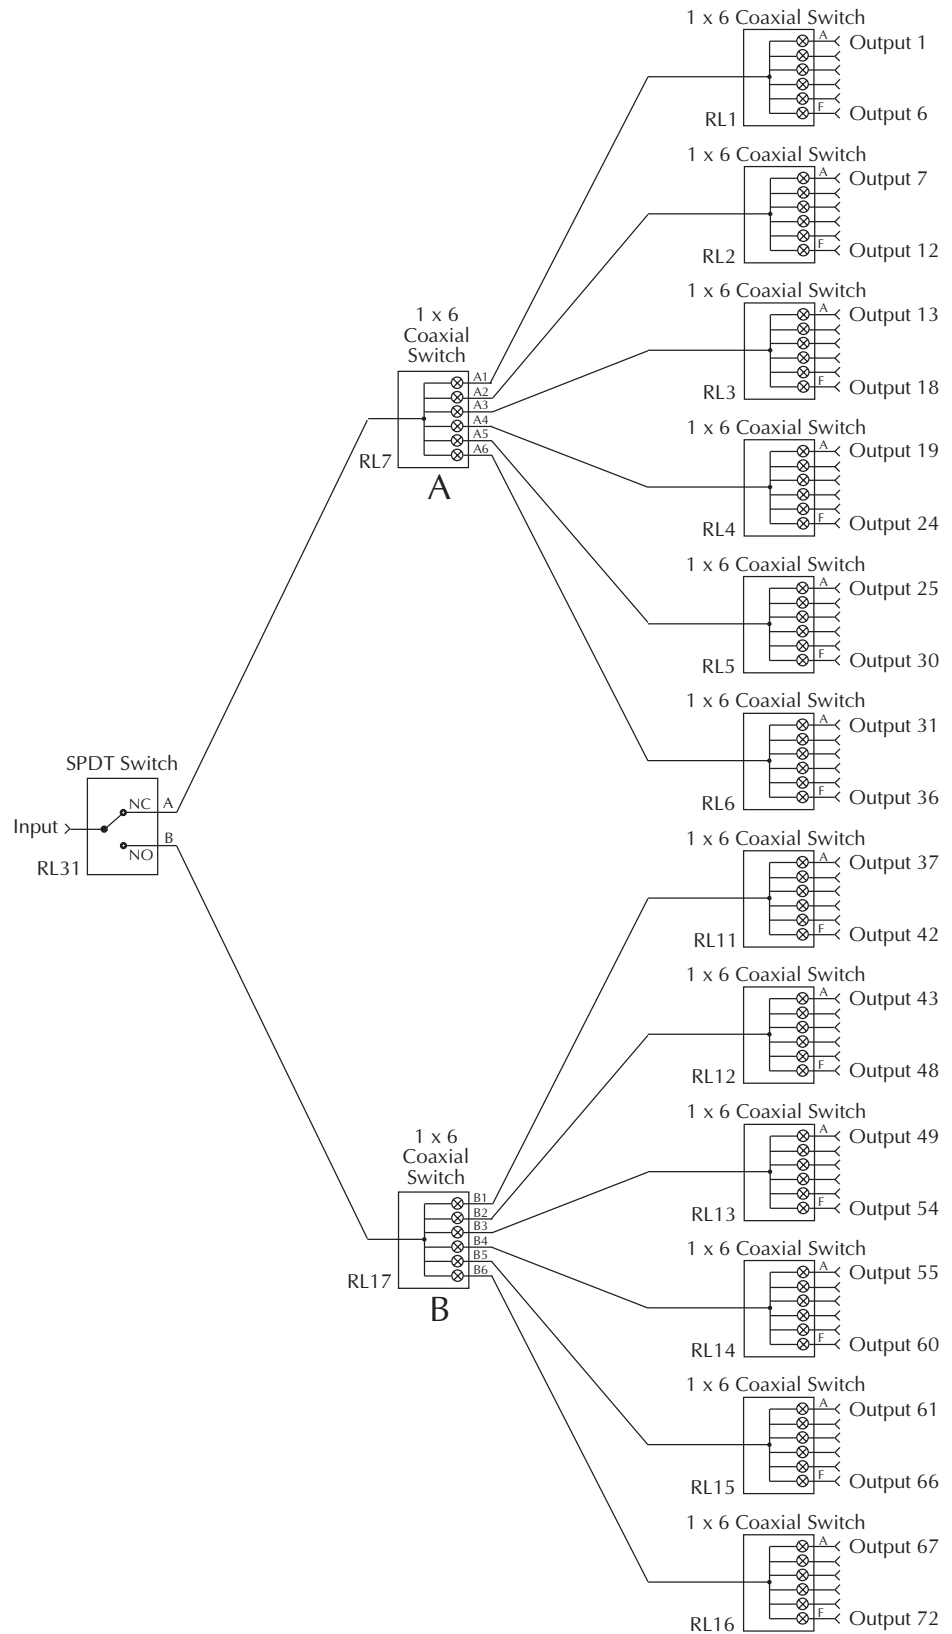 1 x 6 Coaxial Switch
A
Output 1
F
Output 6
RL1
1 x 6 Coaxial Switch
A
Output 7
F
Output 12
RL2
1 x 6 Coaxial Switch
A
Output 13
F
Output 18
RL3
1 x 6 Coaxial Switch
A
Output 19
F
Output 24
RL4
1 x 6 Coaxial Switch
A
Output 25
F
Output 30
RL5
1 x 6 Coaxial Switch
A
Output 31
F
Output 36
RL6
1 x 6
Coaxial
Switch
A1
A2
A3
A4
A5
A6
RL7
A
SPDT Switch
NC
A
Input
B
NO
RL31
1 x 6 Coaxial Switch
A
Output 37
F
Output 42
RL11
1 x 6 Coaxial Switch
A
Output 43
F
Output 48
RL12
1 x 6 Coaxial Switch
A
Output 49
F
Output 54
RL13
1 x 6 Coaxial Switch
A
Output 55
F
Output 60
RL14
1 x 6 Coaxial Switch
A
Output 61
F
Output 66
RL15
1 x 6 Coaxial Switch
A
Output 67
F
Output 72
RL16
1 x 6
Coaxial
Switch
B1
B2
B3
B4
B5
B6
RL17
B